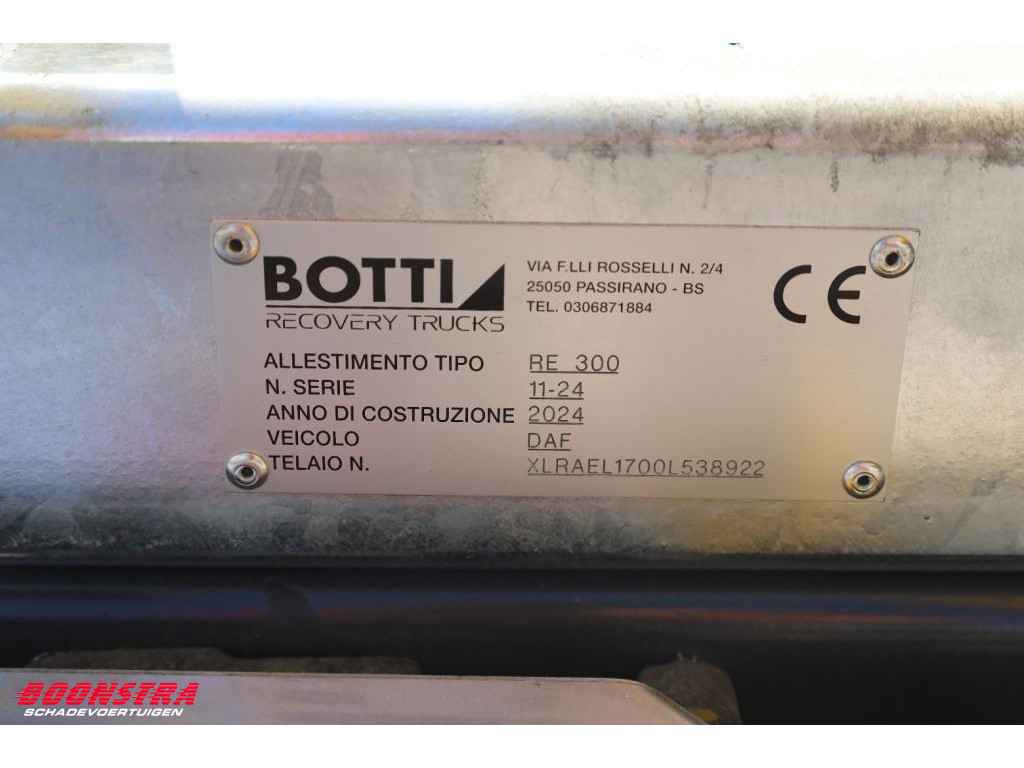 BOTTI
RECOVERY TRUCKS
VIA F.LLI ROSSELLI N. 2/4
25050 PASSIRANO - BS
TEL. 0306871884
CE
ALLESTIMENTO TIPO RE 300
N. SERIE 11-24
ANNO DI COSTRUZIONE 2024
VEICOLO DAF
TELAIO N. XLRAEL1700L538922
BOONSTRA
SCHADEVOERTUIGEN